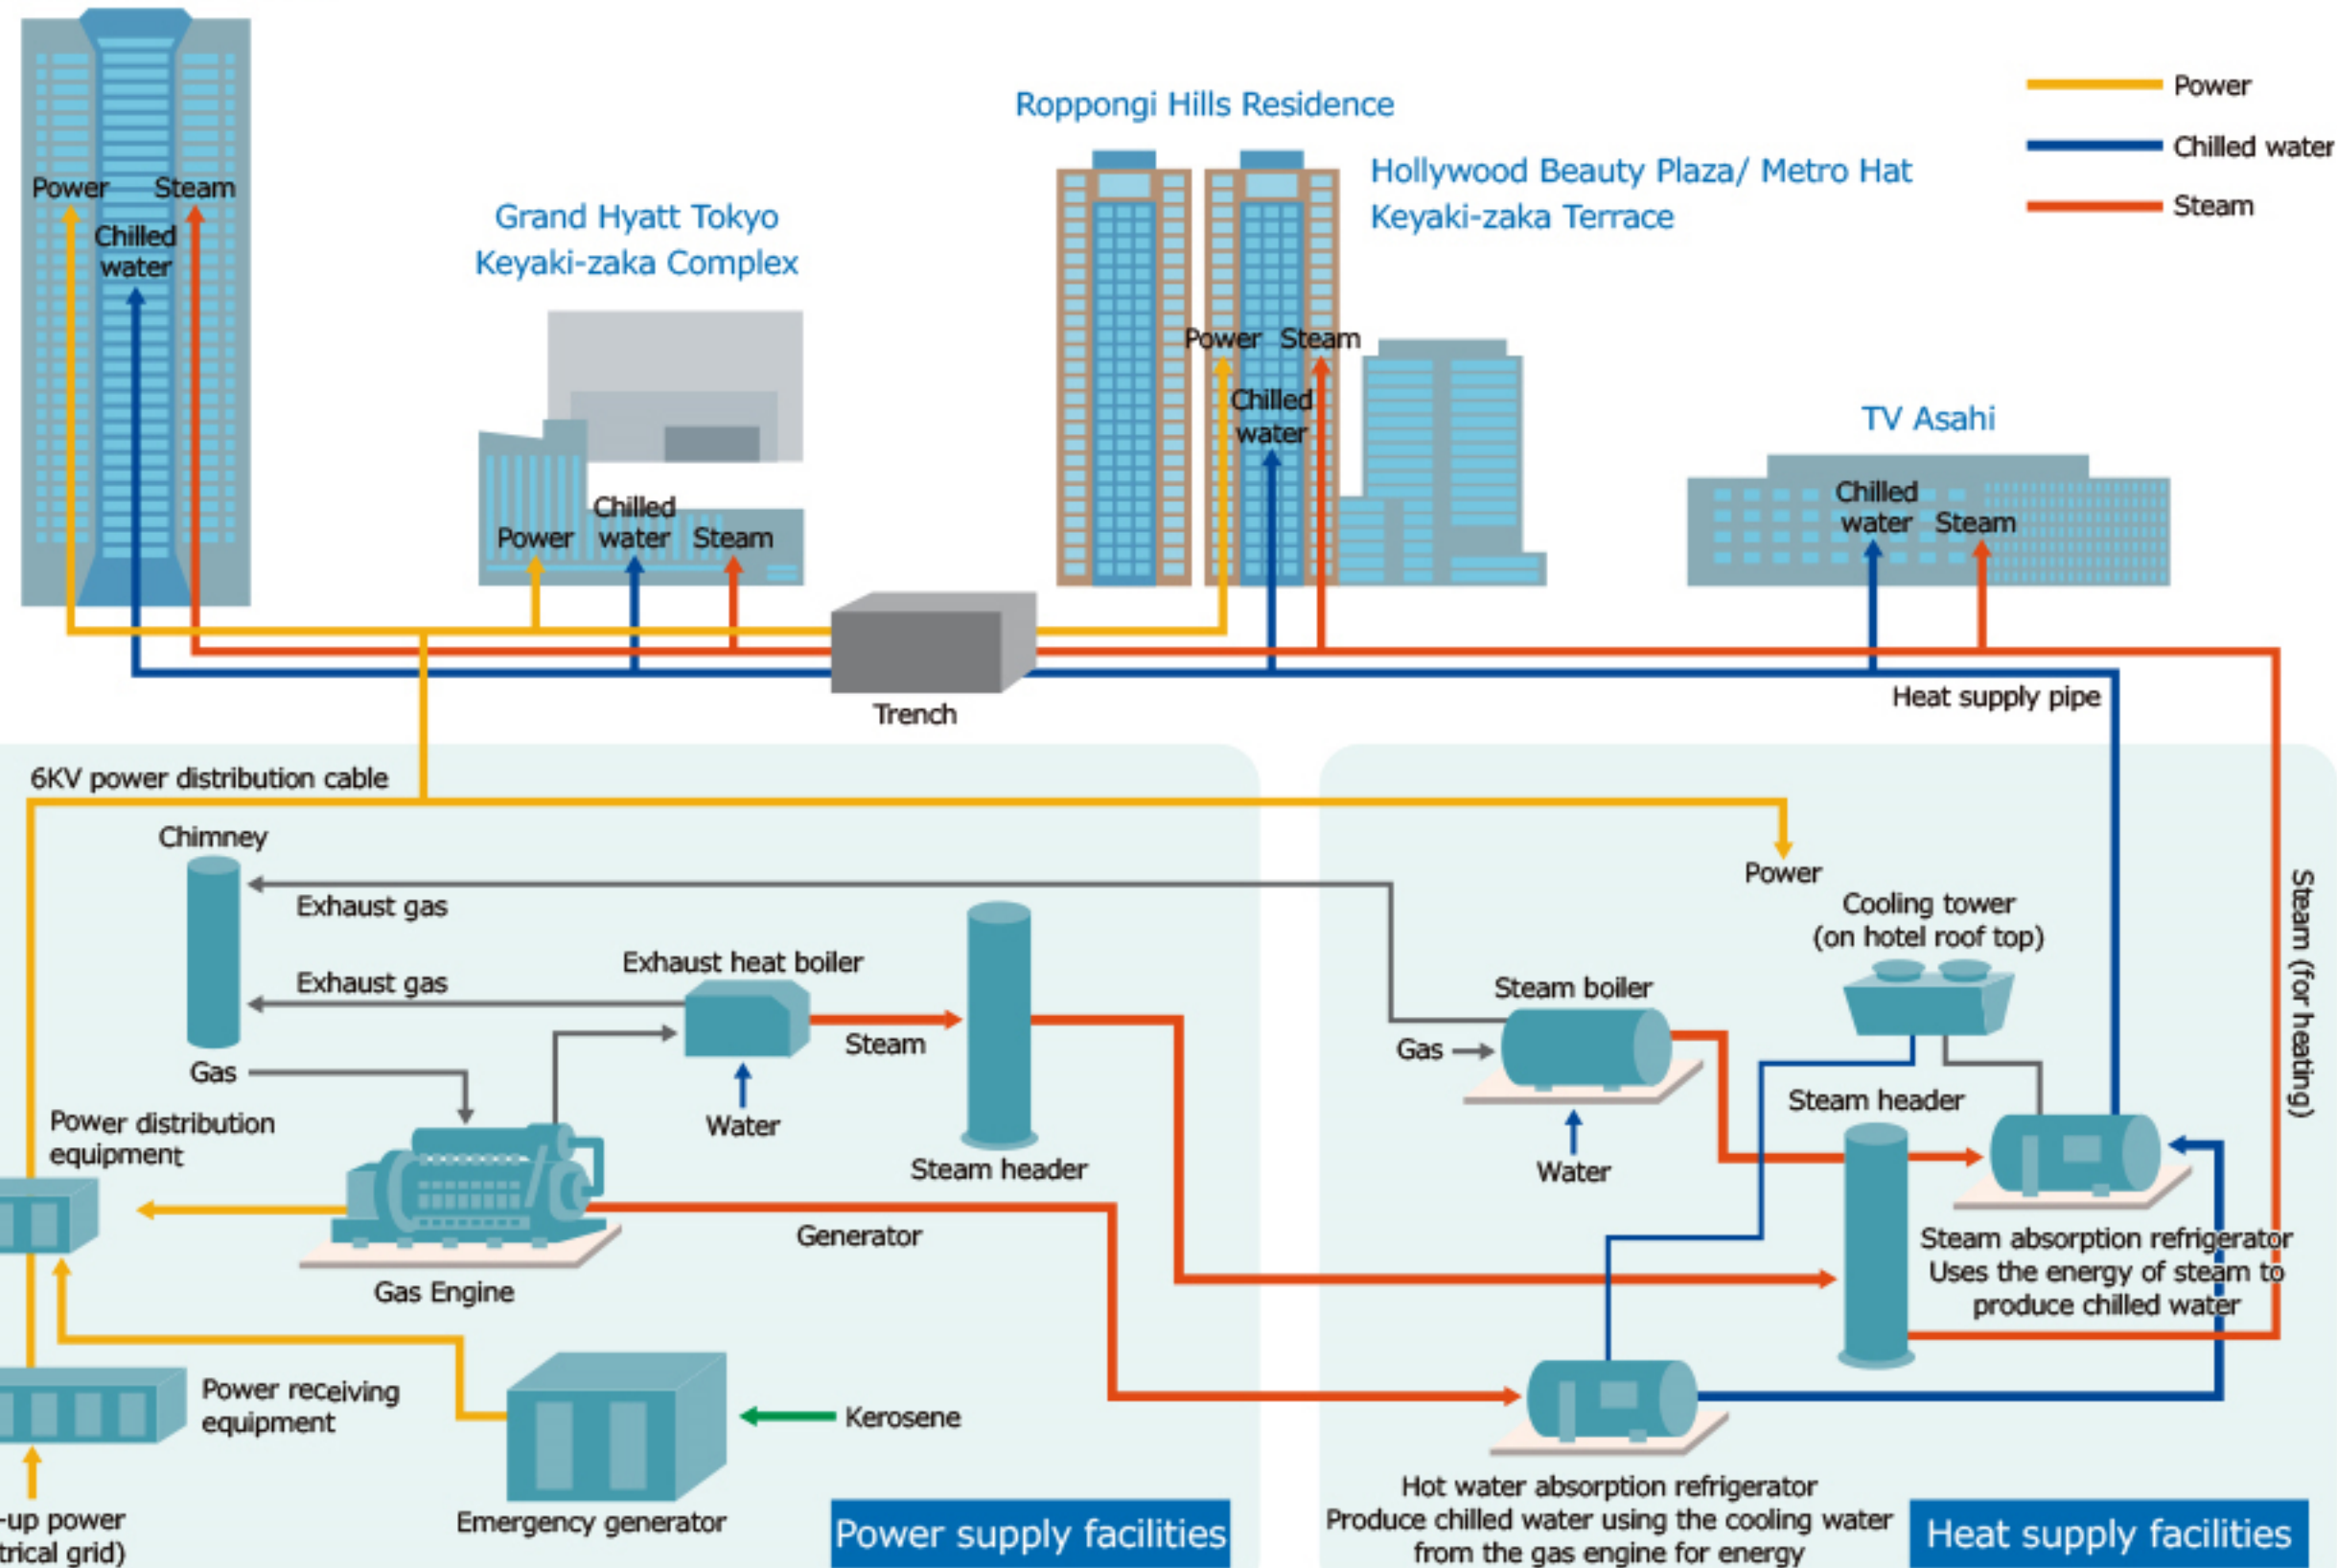 Power
Chilled water
Steam
Roppongi Hills Residence
Hollywood Beauty Plaza/ Metro Hat
Keyaki-zaka Terrace
Grand Hyatt Tokyo
Keyaki-zaka Complex
TV Asahi
Power Steam
Chilled
water
Chilled
Power water Steam
Power Steam
Chilled
water
Chilled
water Steam
Trench
Heat supply pipe
6KV power distribution cable
Chimney
Exhaust gas
Exhaust gas
Exhaust heat boiler
Steam
Gas
Water
Steam header
Power distribution
equipment
Generator
Gas Engine
Power receiving
equipment
Kerosene
Emergency generator
-up power
trical grid)
Power supply facilities
Power
Cooling tower
(on hotel roof top)
Steam boiler
Gas
Water
Steam header
Steam (for heating)
Steam absorption refrigerator
Uses the energy of steam to
produce chilled water
Hot water absorption refrigerator
Produce chilled water using the cooling water
from the gas engine for energy
Heat supply facilities